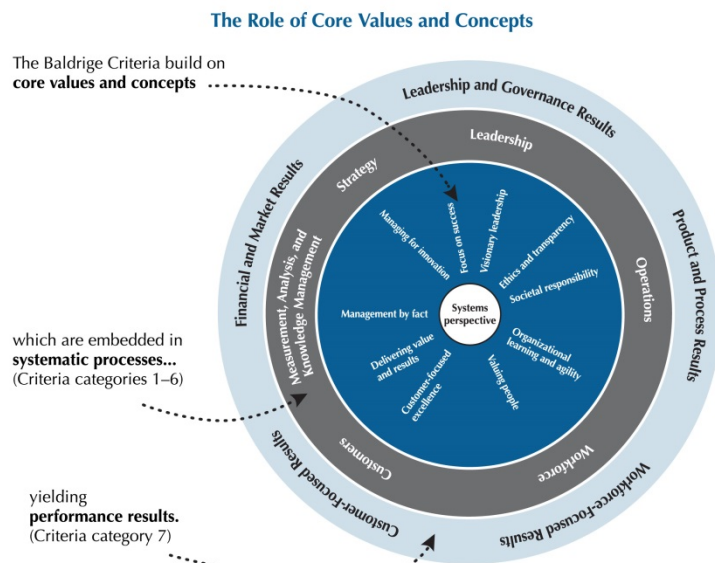 The Role of Core Values and Concepts
The Baldrige Criteria build on
core values and concepts
which are embedded in
systematic processes...
(Criteria categories 1–6)
yielding
performance results.
(Criteria category 7)
Leadership and Governance Results
Product and Process Results
Workforce-Focused Results
Customer-Focused Results
Financial and Market Results
Leadership
Operations
Workforce
Customers
Measurement, Analysis, and
Knowledge Management
Strategy
Focus on success
Visionary leadership
Ethics and transparency
Societal responsibility
Organizational
learning and agility
Valuing people
Customer-focused
excellence
Delivering value
and results
Management by fact
Managing for innovation
Systems
perspective